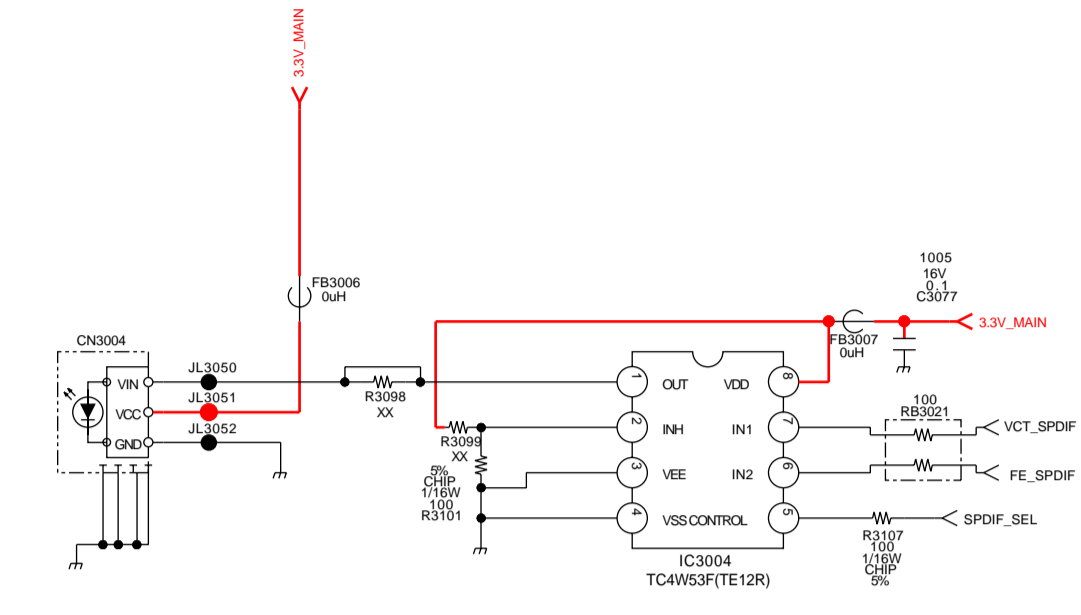 3.3V_MAIN
FB3006
0uH
1005
16V
0.1
C3077
3.3V_MAIN
FB3007
0uH
CN3004
VIN
VCC
GND
JL3050
JL3051
JL3052
R3098
XX
R3099
XX
5%
CHIP
1/16W
100
R3101
1
2
3
4
OUT
INH
VEE
VSS CONTROL
VDD
IN1
IN2
8
7
6
5
IC3004
TC4W53F(TE12R)
100
RB3021
VCT_SPDIF
FE_SPDIF
SPDIF_SEL
R3107
100
1/16W
CHIP
5%